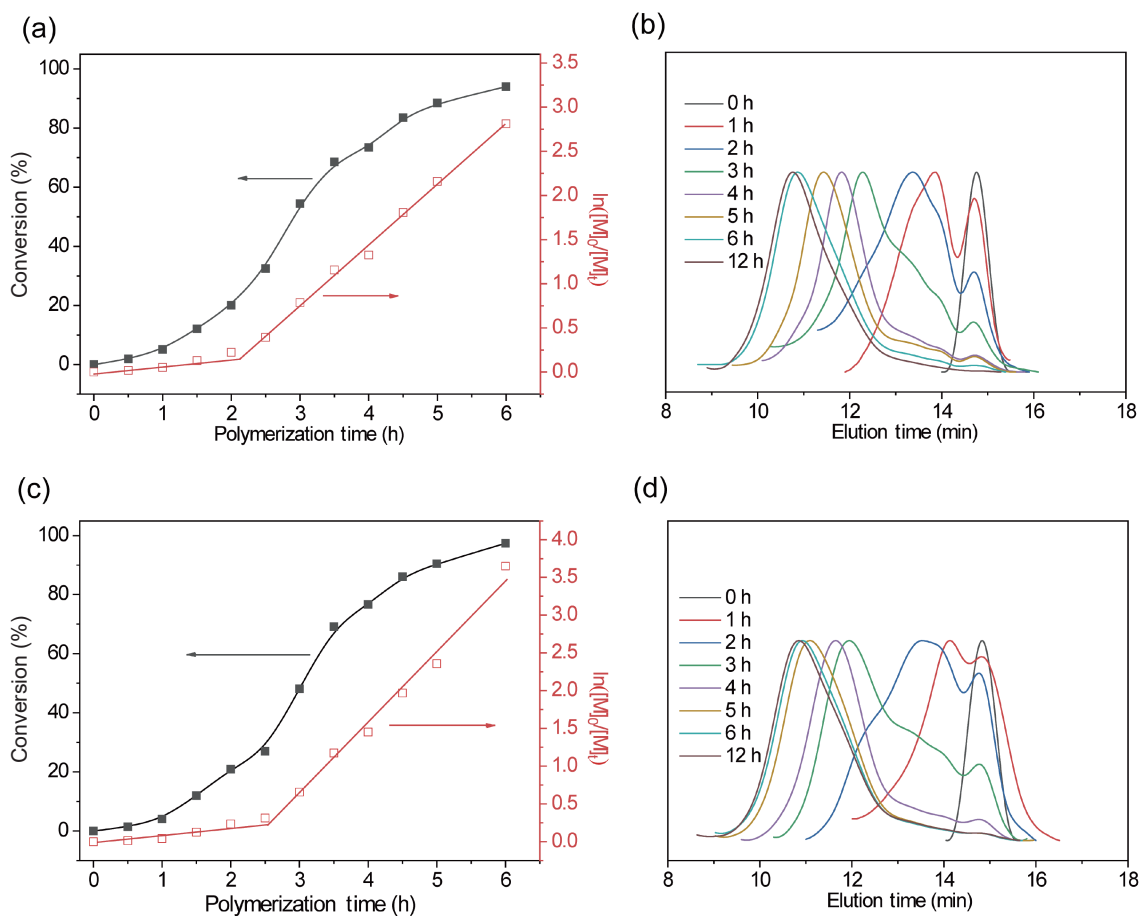 (a)
100
80
60
40
20
0
Conversion (%)
0 1 2 3 4 5 6
Polymerization time (h)
3.5
3.0
2.5
2.0
1.5
1.0
0.5
0.0
ln([M]0/[M]t)
(b)
0 h
1 h
2 h
3 h
4 h
5 h
6 h
12 h
8 10 12 14 16 18
Elution time (min)
(c)
100
80
60
40
20
0
Conversion (%)
0 1 2 3 4 5 6
Polymerization time (h)
4.0
3.5
3.0
2.5
2.0
1.5
1.0
0.5
0.0
ln([M]0/[M]t)
(d)
0 h
1 h
2 h
3 h
4 h
5 h
6 h
12 h
8 10 12 14 16 18
Elution time (min)